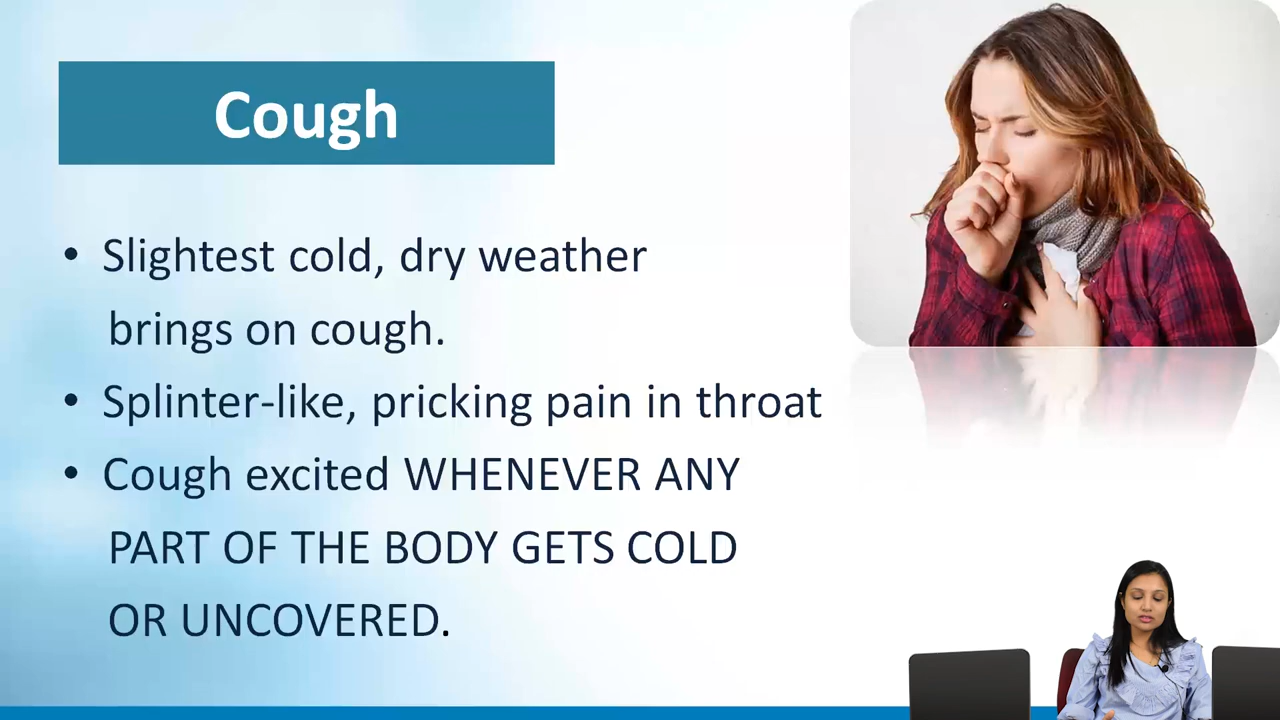 Cough
• Slightest cold, dry weather
brings on cough.
• Splinter-like, pricking pain in throat
• Cough excited WHENEVER ANY
PART OF THE BODY GETS COLD
OR UNCOVERED.